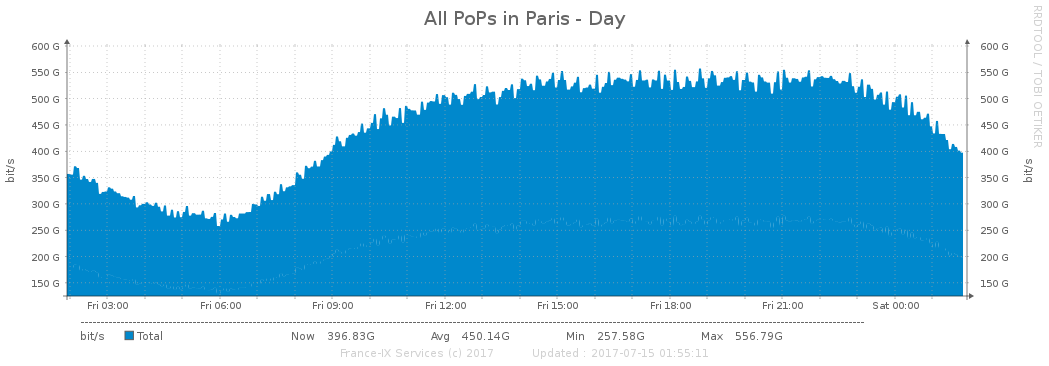 All PoPs in Paris - Day
RRDTOOL / TOBI OETIKER
600 G 600 G
550 G 550 G
500 G 500 G
450 G 450 G
400 G 400 G
350 G 350 G
300 G 300 G
250 G 250 G
200 G 200 G
150 G 150 G
bit/s bit/s
Fri 03:00 Fri 06:00 Fri 09:00 Fri 12:00 Fri 15:00 Fri 18:00 Fri 21:00 Sat 00:00
bit/s Total Now 396.83G Avg 450.14G Min 257.58G Max 556.79G
France-IX Services (c) 2017 Updated : 2017-07-15 01:55:11